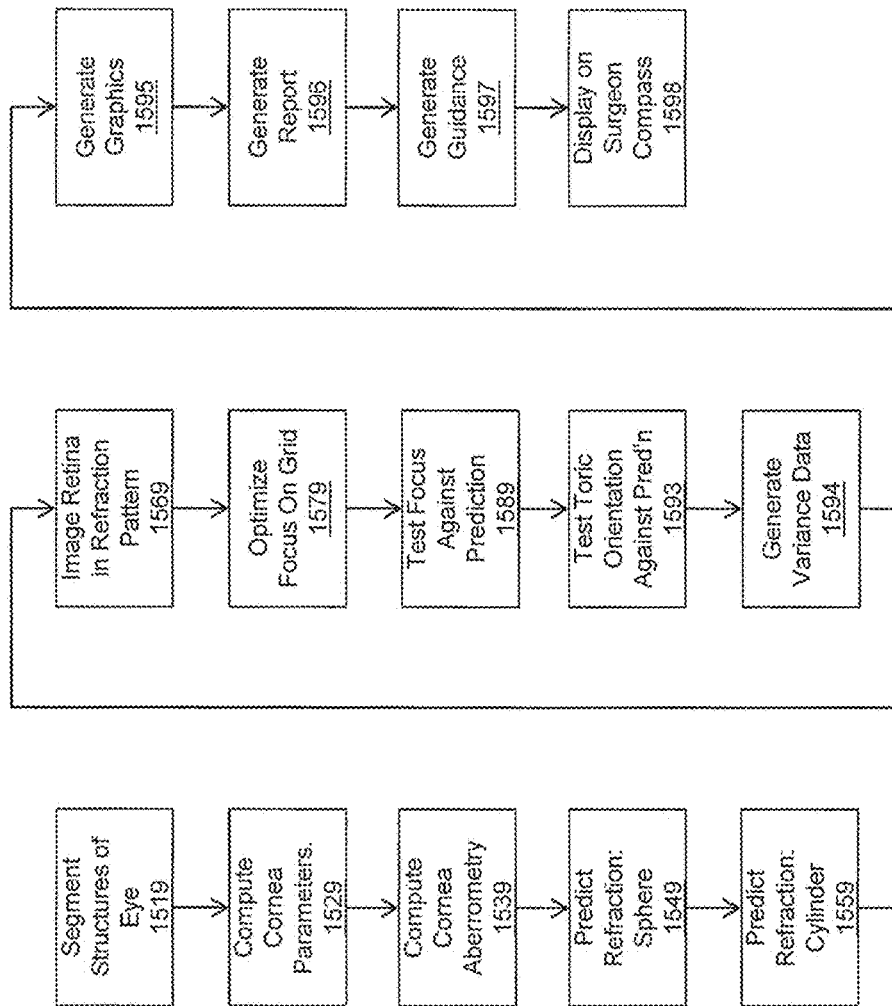 Segment
Structures of
Eye
1519
Compute
Cornea
Parameters.
1529
Compute
Cornea
Aberrometry
1539
Predict
Refraction:
Sphere
1549
Predict
Refraction:
Cylinder
1559
Image Retina
in Refraction
Pattern
1569
Optimize
Focus On Grid
1579
Test Focus
Against
Prediction
1589
Test Toric
Orientation
Against Pred'n
1593
Generate
Variance Data
1594
Generate
Graphics
1595
Generate
Report
1596
Generate
Guidance
1597
Display on
Surgeon
Compass
1598